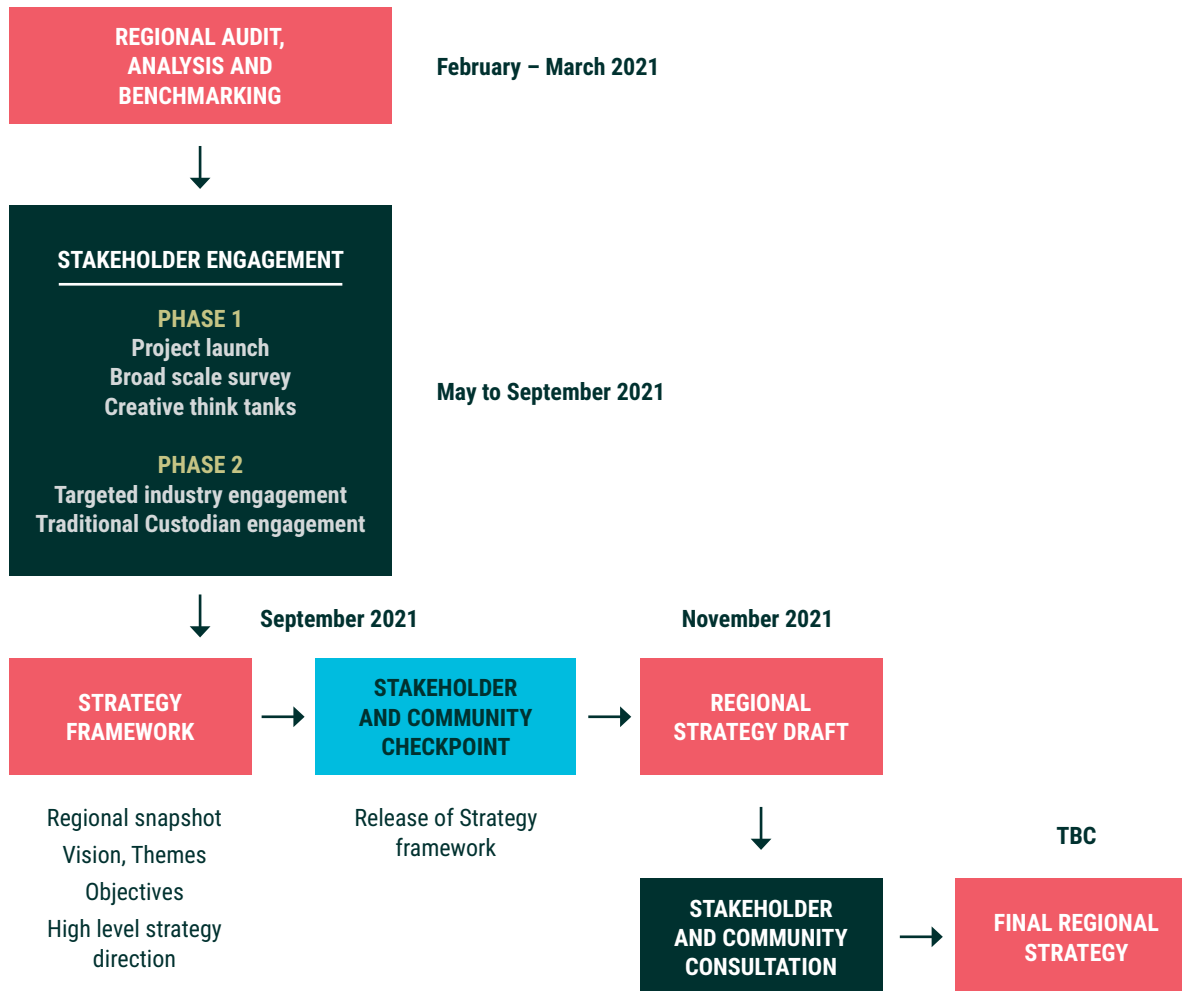 REGIONAL AUDIT,
ANALYSIS AND
BENCHMARKING
February – March 2021
STAKEHOLDER ENGAGEMENT
PHASE 1
Project launch
Broad scale survey
Creative think tanks
PHASE 2
Targeted industry engagement
Traditional Custodian engagement
May to September 2021
September 2021
November 2021
STRATEGY
FRAMEWORK
STAKEHOLDER
AND COMMUNITY
CHECKPOINT
REGIONAL
STRATEGY DRAFT
Regional snapshot
Vision, Themes
Objectives
High level strategy
direction
Release of Strategy
framework
TBC
STAKEHOLDER
AND COMMUNITY
CONSULTATION
FINAL REGIONAL
STRATEGY